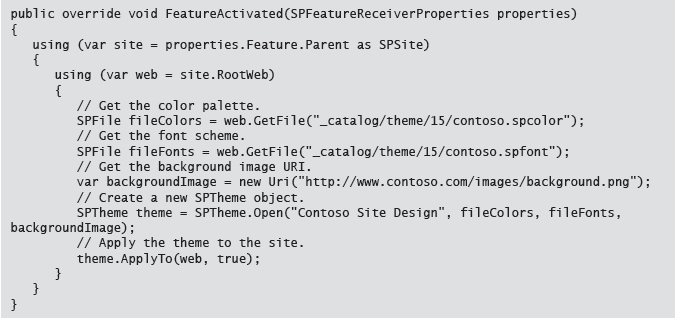 public override void FeatureActivated(SPFeatureReceiverProperties properties)
{
using (var site = properties.Feature.Parent as SPSite)
{
using (var web = site.RootWeb)
{
// Get the color palette.
SPFile fileColors = web.GetFile("_catalog/theme/15/contoso.spcolor");
// Get the font scheme.
SPFile fileFonts = web.GetFile("_catalog/theme/15/contoso.spfont");
// Get the background image URI.
var backgroundImage = new Uri("http://www.contoso.com/images/background.png");
// Create a new SPTheme object.
SPTheme theme = SPTheme.Open("Contoso Site Design", fileColors, fileFonts,
backgroundImage);
// Apply the theme to the site.
theme.ApplyTo(web, true);
}
}
}